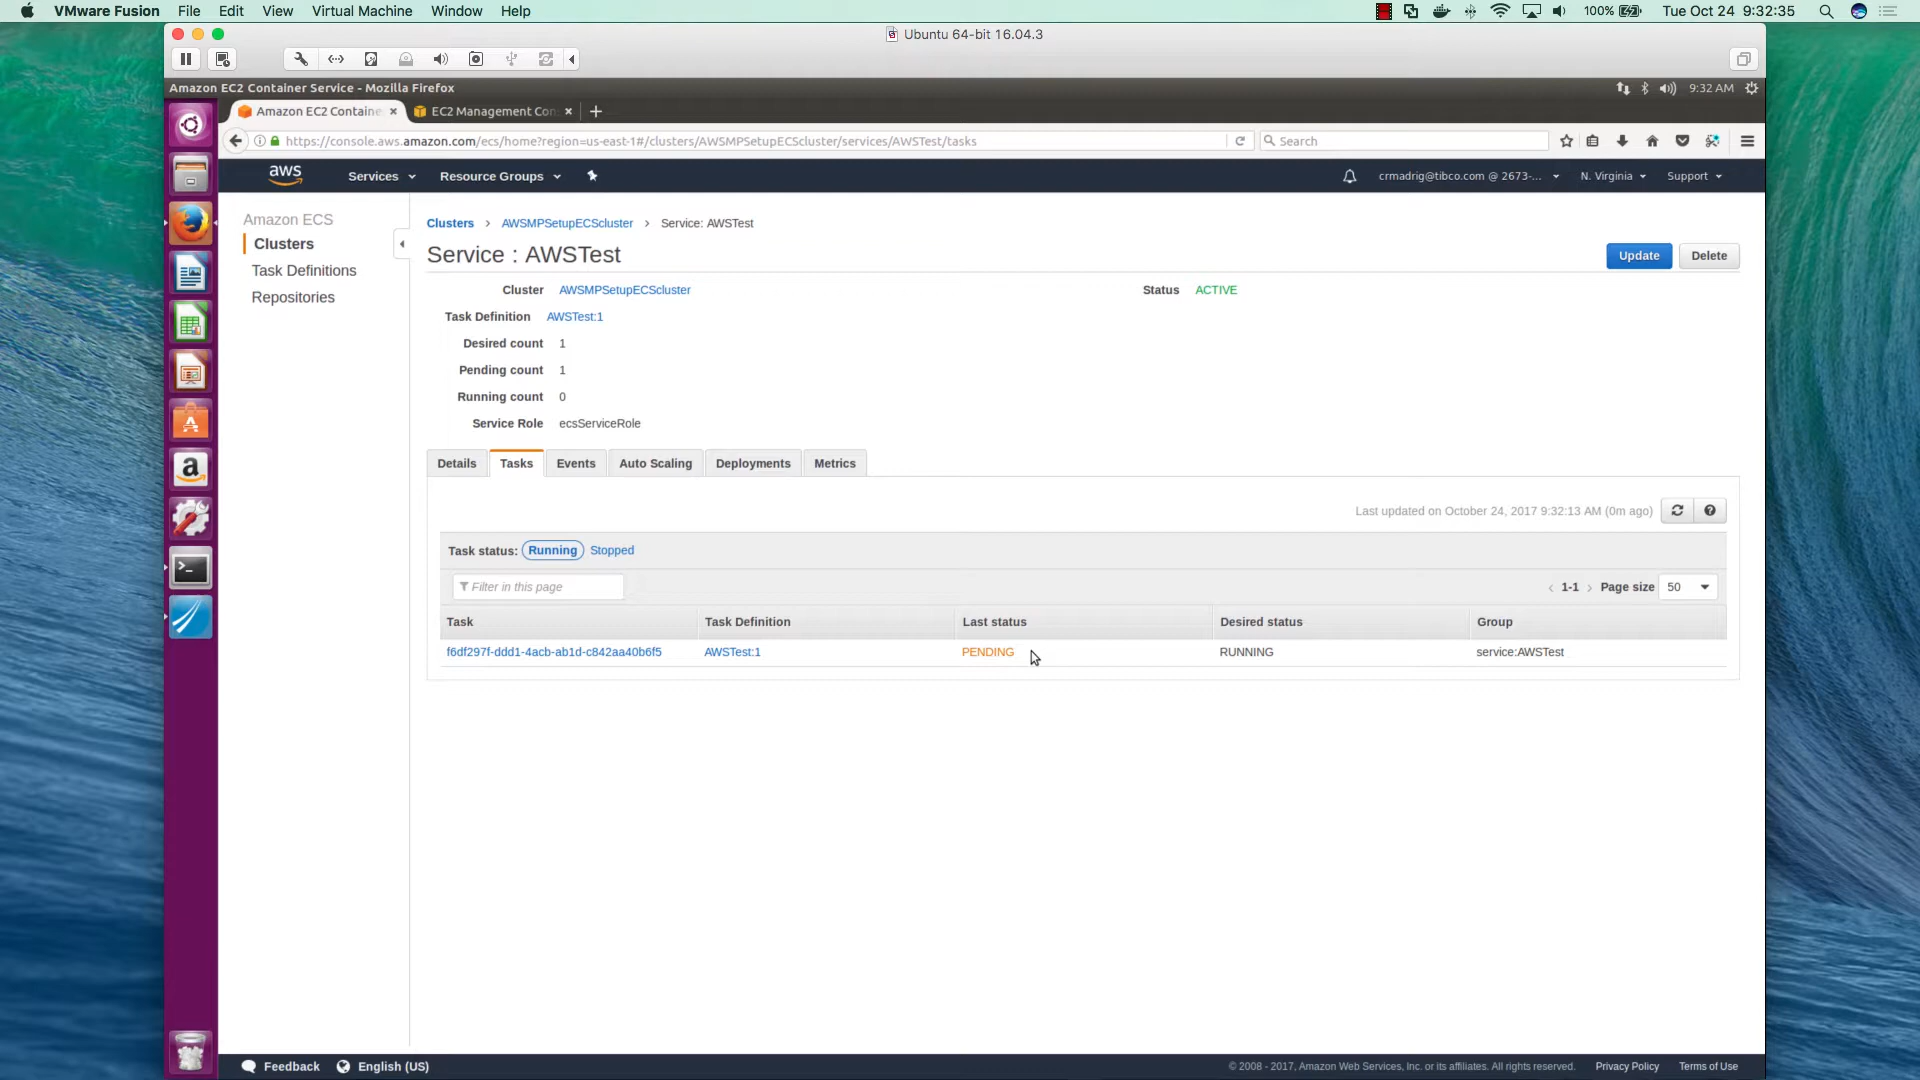 VMware Fusion File Edit View Virtual Machine Window Help 100% Tue Oct 24 9:32:35
Ubuntu 64-bit 16.04.3
Amazon EC2 Container Service - Mozilla Firefox 9:32 AM
Amazon EC2 Containe EC2 Management Con
https://console.aws.amazon.com/ecs/home?region=us-east-1#/clusters/AWSMPSetupECScluster/services/AWSTest/tasks Search
aws Services Resource Groups crmadrig@tibco.com @ 2673-... N. Virginia Support
Amazon ECS
Clusters
Task Definitions
Repositories
Clusters > AWSMPSetupECScluster > Service: AWSTest
Service : AWSTest
Update Delete
Cluster AWSMPSetupECScluster Status ACTIVE
Task Definition AWSTest:1
Desired count 1
Pending count 1
Running count 0
Service Role ecsServiceRole
Details Tasks Events Auto Scaling Deployments Metrics
Last updated on October 24, 2017 9:32:13 AM (0m ago)
Task status: Running Stopped
Filter in this page < 1-1 > Page size 50
Task Task Definition Last status Desired status Group
f6df297f-ddd1-4acb-ab1d-c842aa40b6f5 AWSTest:1 PENDING RUNNING service:AWSTest
Feedback English (US) © 2008 - 2017, Amazon Web Services, Inc. or its affiliates. All rights reserved. Privacy Policy Terms of Use